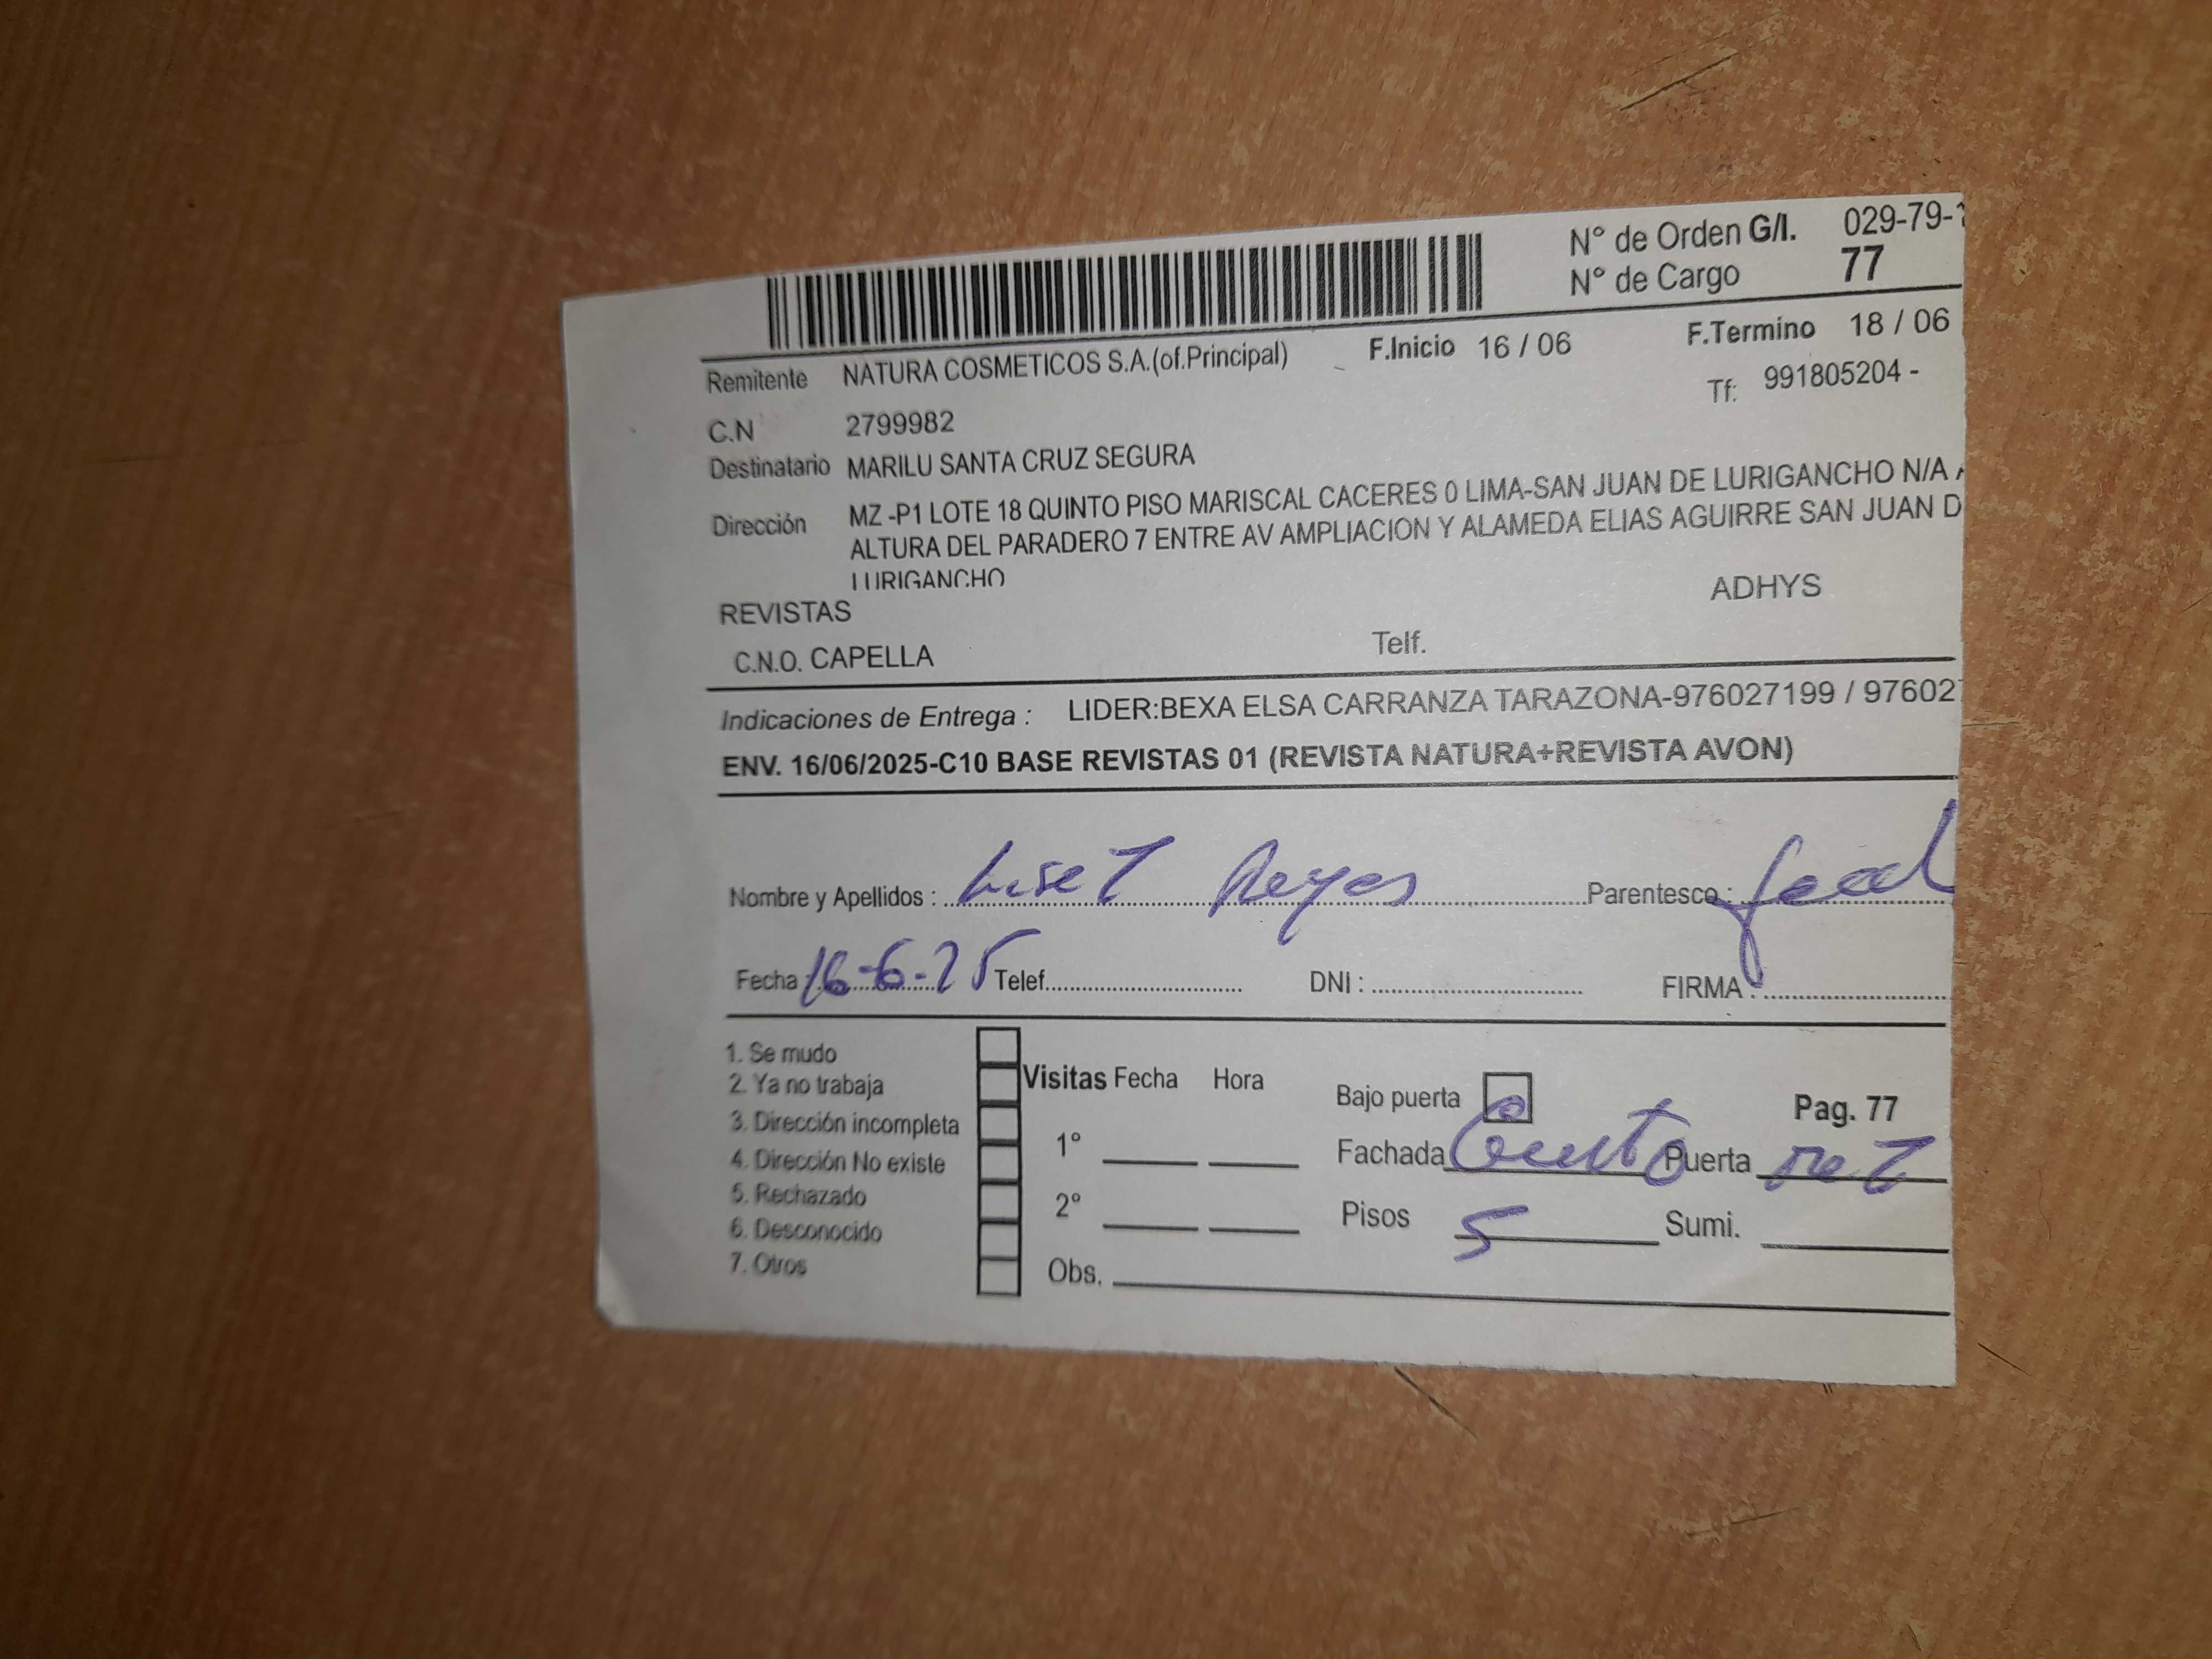 N° de Orden G/I. 029-79-
N° de Cargo 77
F.Inicio 16 / 06 F.Termino 18 / 06
Remitente NATURA COSMETICOS S.A.(of.Principal)
Tf: 991805204 -
C.N 2799982
Destinatario MARILU SANTA CRUZ SEGURA
Dirección MZ -P1 LOTE 18 QUINTO PISO MARISCAL CACERES 0 LIMA-SAN JUAN DE LURIGANCHO N/A
ALTURA DEL PARADERO 7 ENTRE AV AMPLIACION Y ALAMEDA ELIAS AGUIRRE SAN JUAN D
LURIGANCHO
REVISTAS ADHYS
C.N.O. CAPELLA Telf.
Indicaciones de Entrega : LIDER:BEXA ELSA CARRANZA TARAZONA-976027199 / 97602
ENV. 16/06/2025-C10 BASE REVISTAS 01 (REVISTA NATURA+REVISTA AVON)
Nombre y Apellidos : Liset Reyes Parentesco :
Fecha : 16-6-25 Telef. DNI : FIRMA :
1. Se mudo
2. Ya no trabaja
3. Dirección incompleta
4. Dirección No existe
5. Rechazado
6. Desconocido
7. Otros
Visitas Fecha Hora
1°
2°
Obs.
Bajo puerta Pag. 77
Fachada Puerta met
Pisos 5 Sumi.